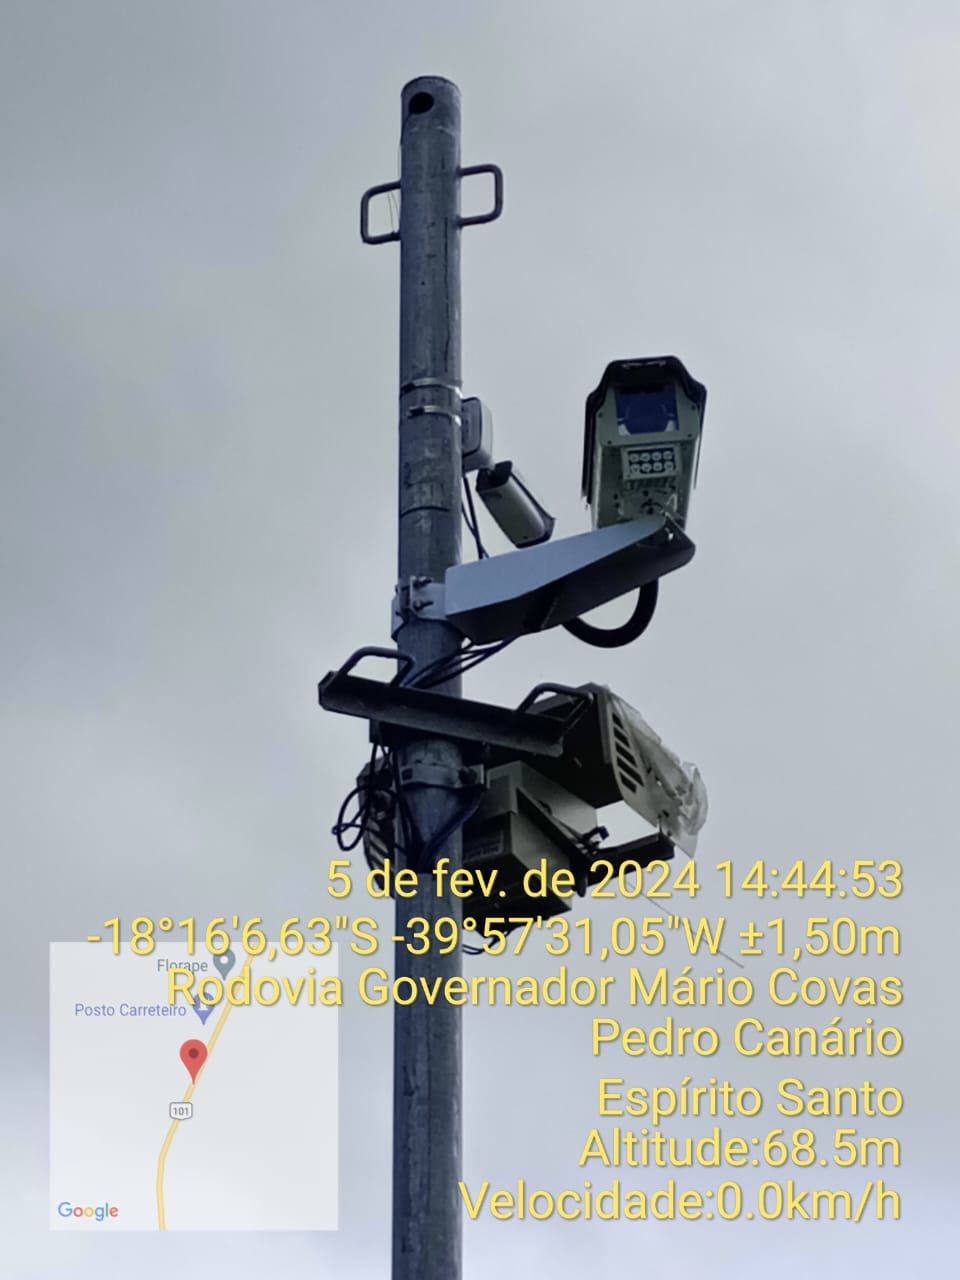 5 de fev. de 2024 14:44:53
-18°16'6,63"S -39°57'31,05"W ±1,50m
Rodovia Governador Mário Covas
Pedro Canário
Espírito Santo
Altitude:68.5m
Velocidade:0.0km/h
Florape
Posto Carreteiro
101
Google